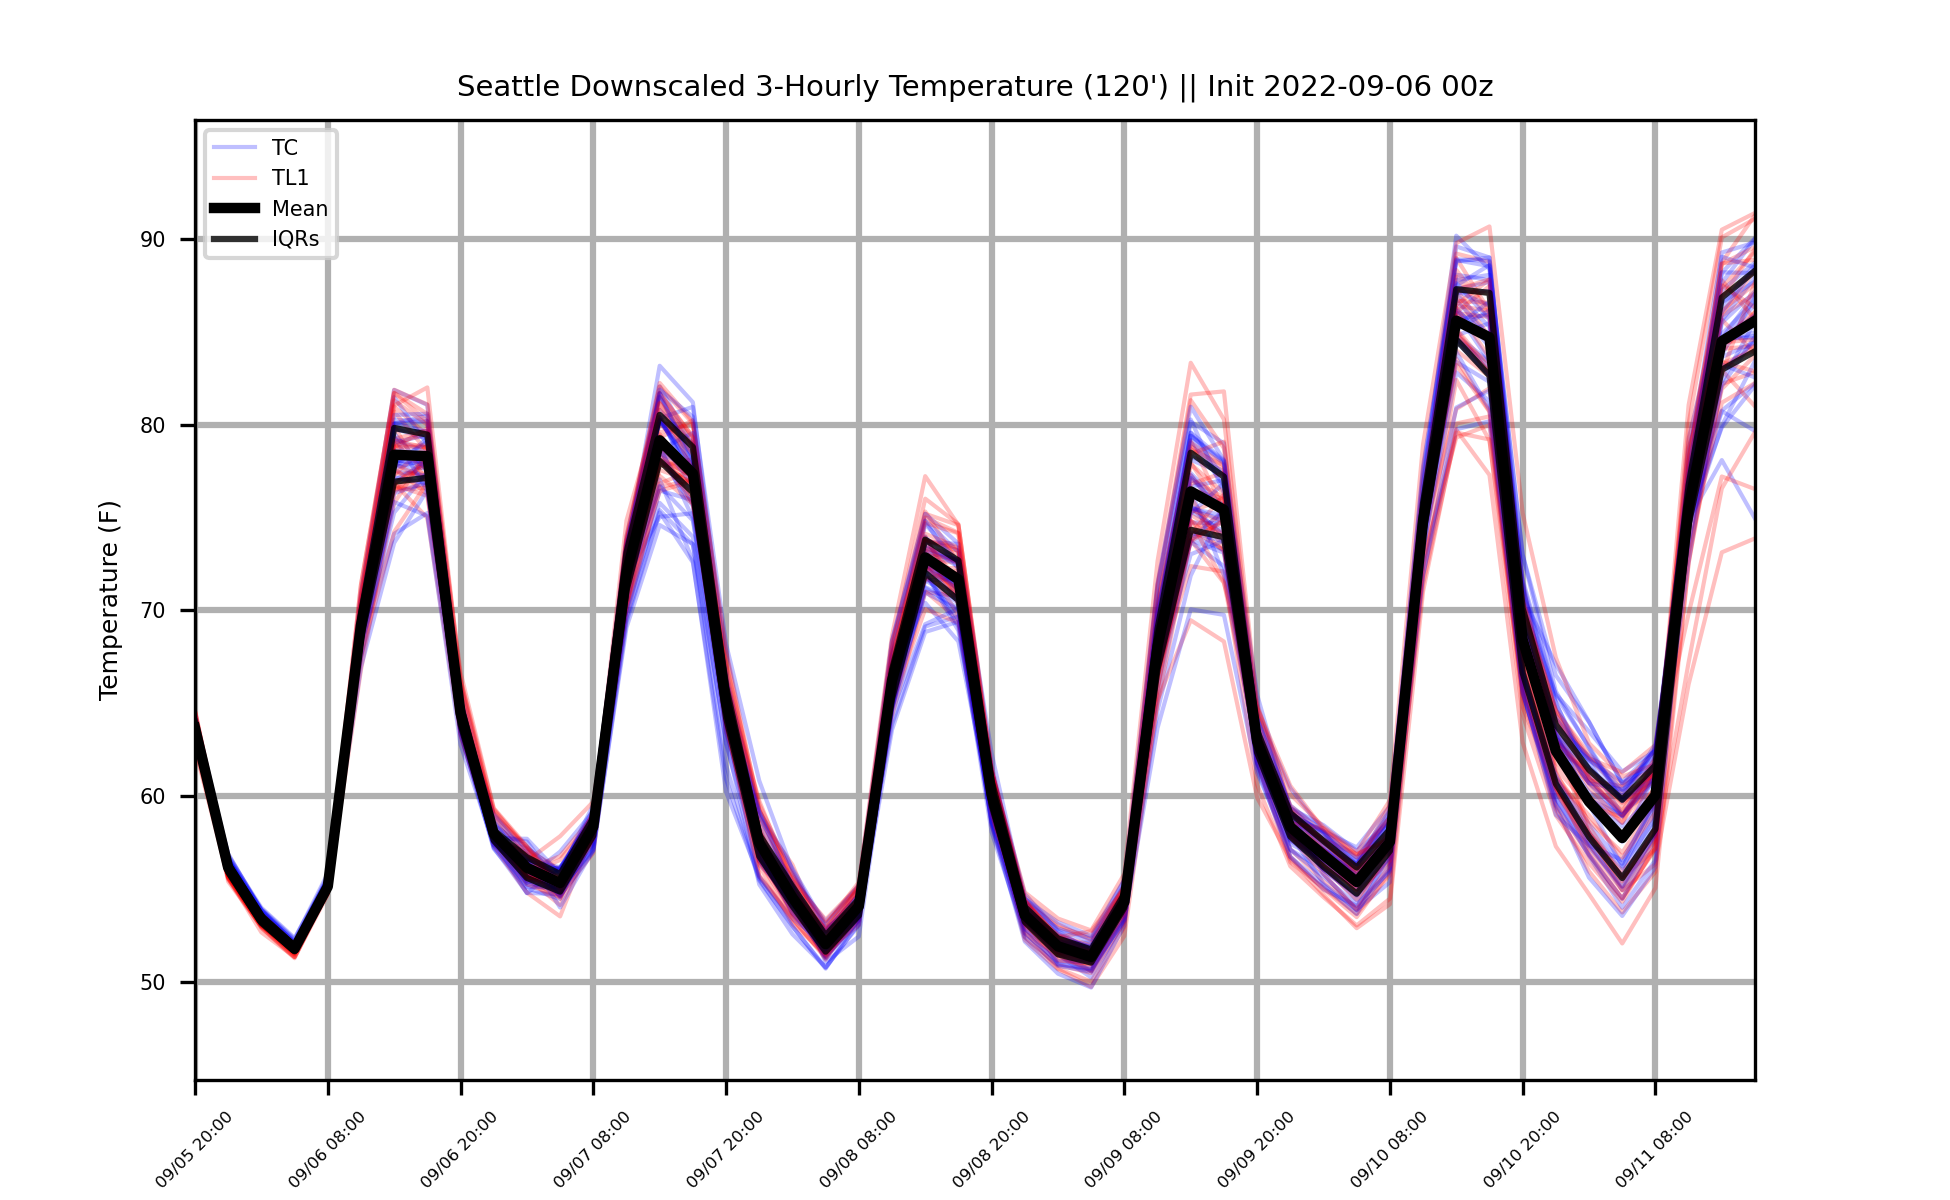 Seattle Downscaled 3-Hourly Temperature (120') || Init 2022-09-06 00z
TC
TL1
Mean
IQRs
Temperature (F)
90
80
70
60
50
09/05 20:00
09/06 08:00
09/06 20:00
09/07 08:00
09/07 20:00
09/08 08:00
09/08 20:00
09/09 08:00
09/09 20:00
09/10 08:00
09/10 20:00
09/11 08:00